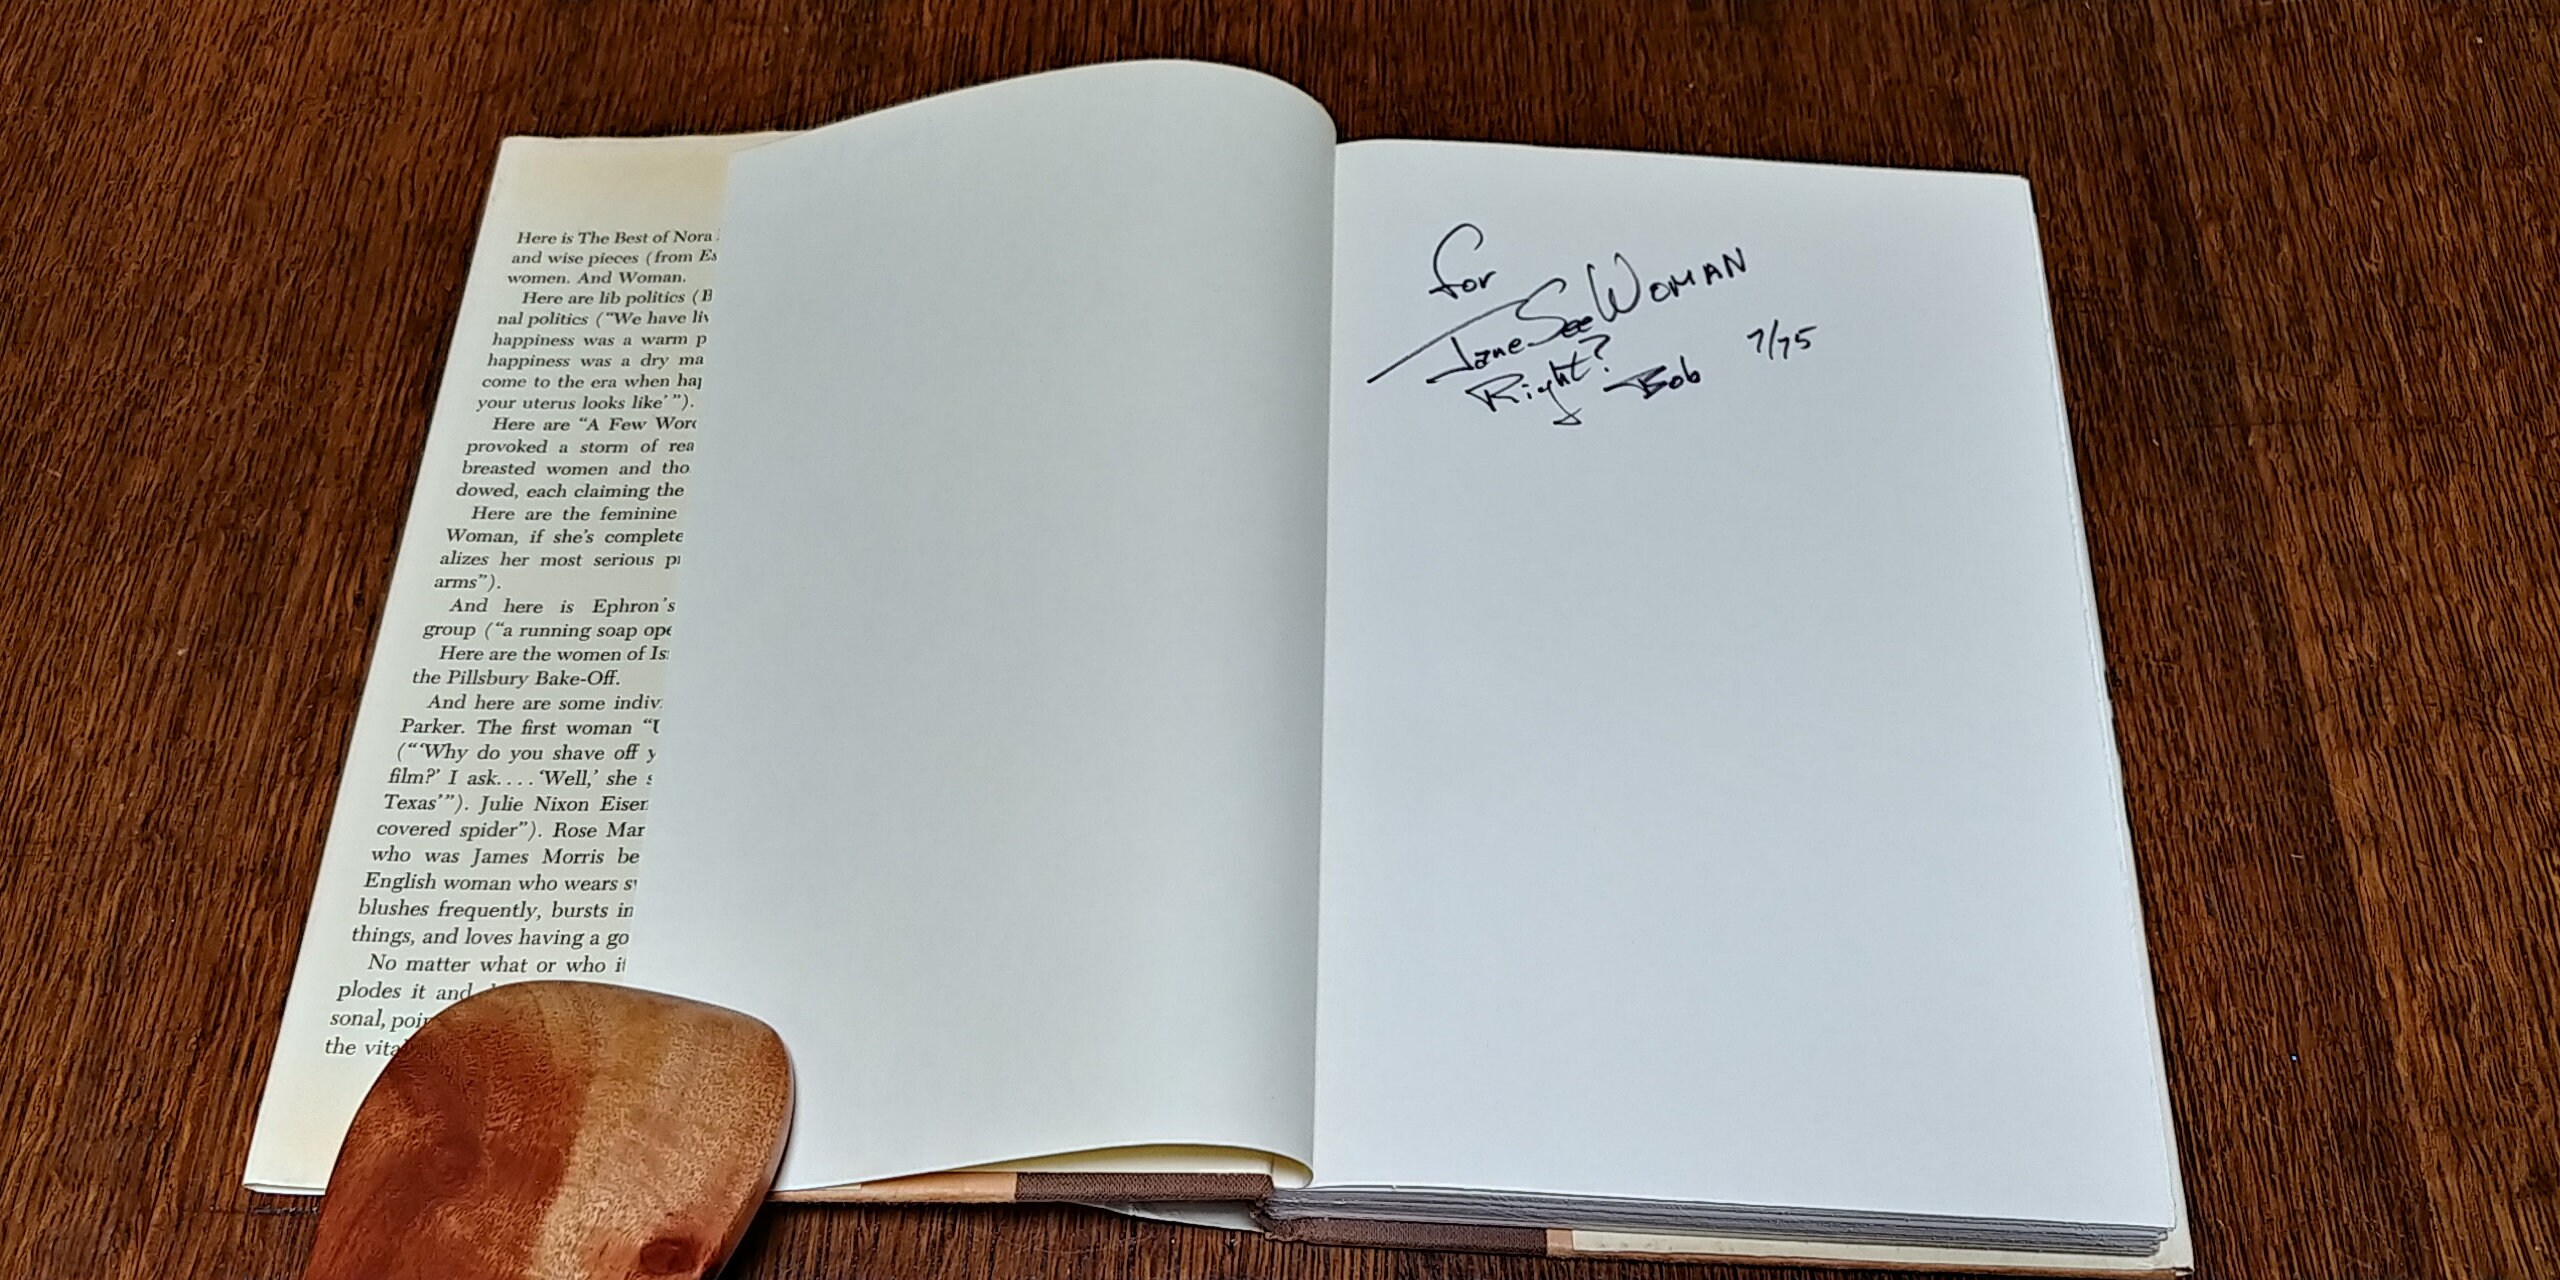 Here is The Best of Nora
and wise pieces (from Es
women. And Woman.
Here are lib politics (B
nal politics (“We have liv
happiness was a warm p
happiness was a dry ma
come to the era when hap
your uterus looks like’”).
Here are “A Few Word
provoked a storm of rea
breasted women and tho
dowed, each claiming the
Here are the feminine
Woman, if she’s complete
alizes her most serious pr
arms”).
And here is Ephron’s
group (“a running soap ope
Here are the women of Is
the Pillsbury Bake-Off.
And here are some indiv
Parker. The first woman “U
(“‘Why do you shave off y
film?’ I ask.... ‘Well,’ she s
Texas’”). Julie Nixon Eisen
covered spider”). Rose Mar
who was James Morris be
English woman who wears sw
blushes frequently, bursts in
things, and loves having a go
No matter what or who it
plodes it and
sonal, poin
the vita
for
Jane See WOMAN
Right?
Bob 7/75